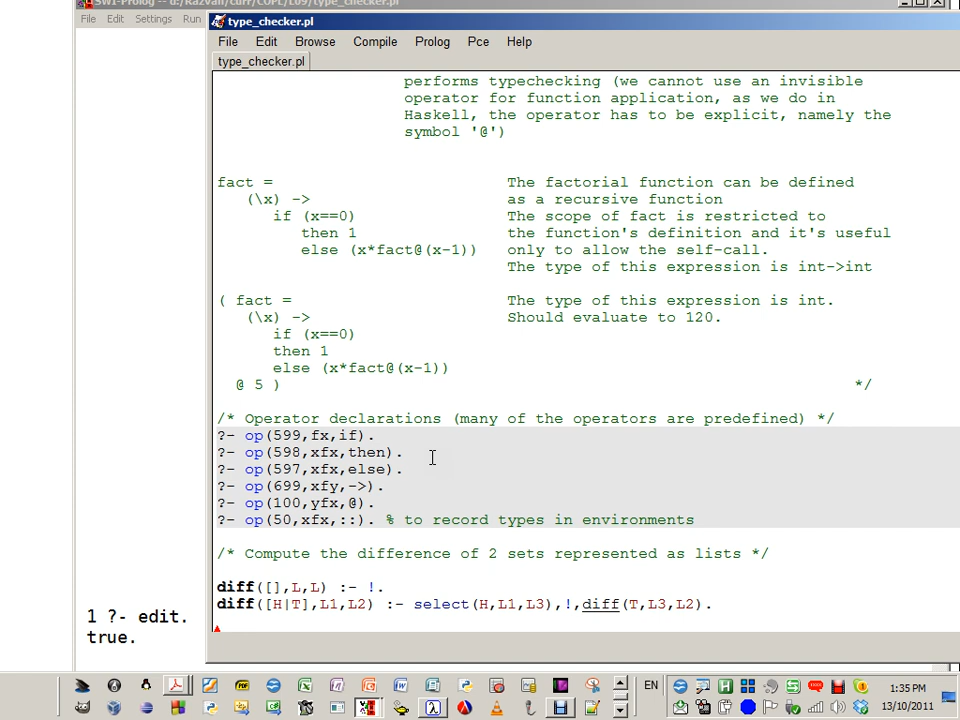 SWI-Prolog -- d:/Razvan/curr/COPL/L09/type_checker.pl
File Edit Settings Run
type_checker.pl
File Edit Browse Compile Prolog Pce Help
type_checker.pl
performs typechecking (we cannot use an invisible
operator for function application, as we do in
Haskell, the operator has to be explicit, namely the
symbol '@')
fact = The factorial function can be defined
(\x) -> as a recursive function
if (x==0) The scope of fact is restricted to
then 1 the function's definition and it's useful
else (x*fact@(x-1)) only to allow the self-call.
The type of this expression is int->int
( fact = The type of this expression is int.
(\x) -> Should evaluate to 120.
if (x==0)
then 1
else (x*fact@(x-1))
@ 5 ) */
/* Operator declarations (many of the operators are predefined) */
?- op(599,fx,if).
?- op(598,xfx,then).
?- op(597,xfx,else).
?- op(699,xfy,->).
?- op(100,yfx,@).
?- op(50,xfx,::). % to record types in environments
/* Compute the difference of 2 sets represented as lists */
diff([],L,L) :- !.
diff([H|T],L1,L2) :- select(H,L1,L3),!,diff(T,L3,L2).
1 ?- edit.
true.
EN
1:35 PM
13/10/2011